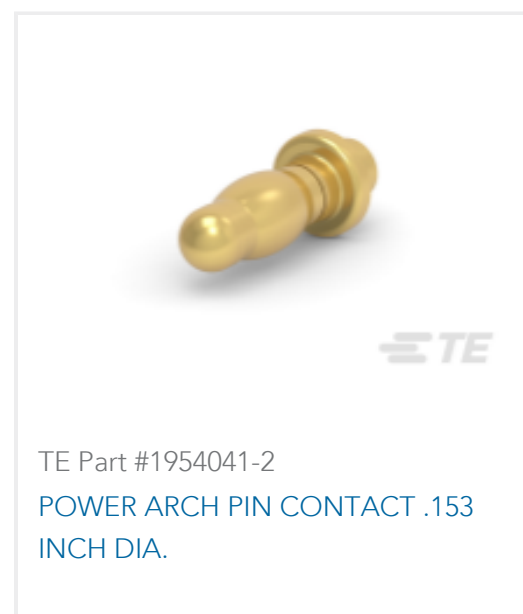 TE
TE Part #1954041-2
POWER ARCH PIN CONTACT .153
INCH DIA.